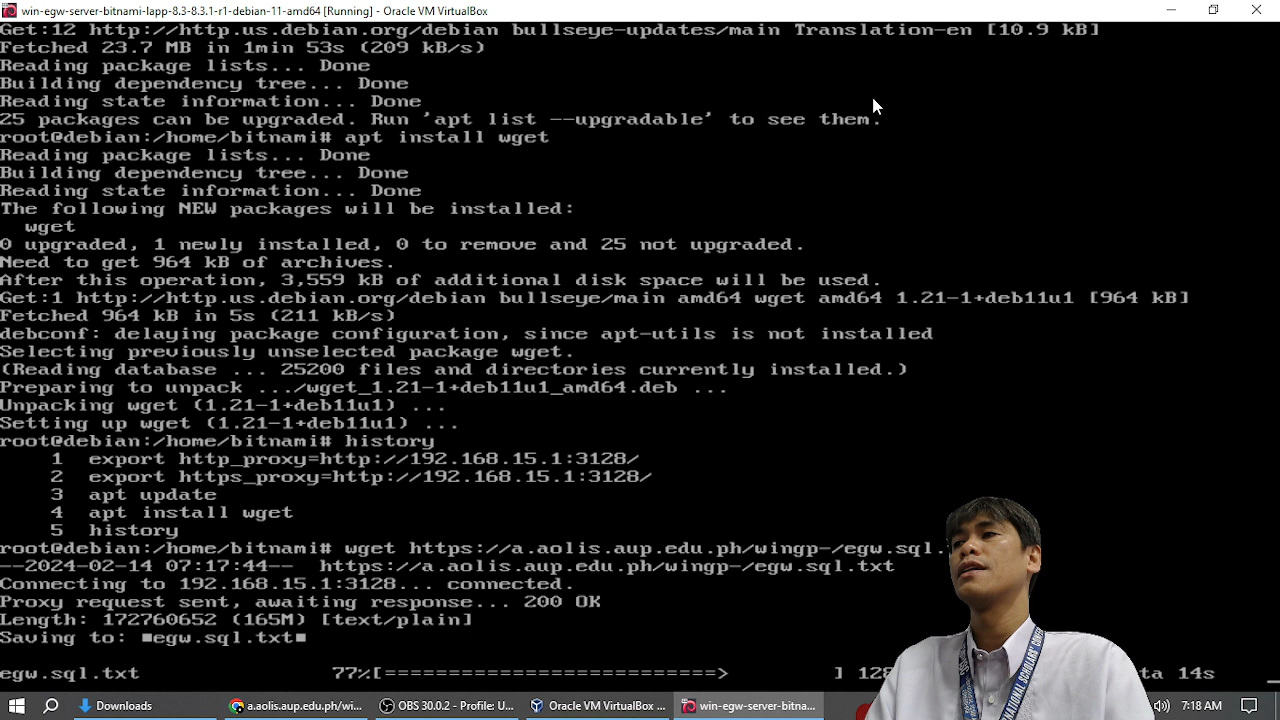 win-egw-server-bitnami-lapp-8.3-8.3.1-r1-debian-11-amd64 [Running] - Oracle VM VirtualBox
Get:12 http://http.us.debian.org/debian bullseye-updates/main Translation-en [10.9 kB]
Fetched 23.7 MB in 1min 53s (209 kB/s)
Reading package lists... Done
Building dependency tree... Done
Reading state information... Done
25 packages can be upgraded. Run 'apt list --upgradable' to see them.
root@debian:/home/bitnami# apt install wget
Reading package lists... Done
Building dependency tree... Done
Reading state information... Done
The following NEW packages will be installed:
  wget
0 upgraded, 1 newly installed, 0 to remove and 25 not upgraded.
Need to get 964 kB of archives.
After this operation, 3,559 kB of additional disk space will be used.
Get:1 http://http.us.debian.org/debian bullseye/main amd64 wget amd64 1.21-1+deb11u1 [964 kB]
Fetched 964 kB in 5s (211 kB/s)
debconf: delaying package configuration, since apt-utils is not installed
Selecting previously unselected package wget.
(Reading database ... 25200 files and directories currently installed.)
Preparing to unpack .../wget_1.21-1+deb11u1_amd64.deb ...
Unpacking wget (1.21-1+deb11u1) ...
Setting up wget (1.21-1+deb11u1) ...
root@debian:/home/bitnami# history
    1  export http_proxy=http://192.168.15.1:3128/
    2  export https_proxy=http://192.168.15.1:3128/
    3  apt update
    4  apt install wget
    5  history
root@debian:/home/bitnami# wget https://a.aolis.aup.edu.ph/wingp-/egw.sql.
--2024-02-14 07:17:44--  https://a.aolis.aup.edu.ph/wingp-/egw.sql.txt
Connecting to 192.168.15.1:3128... connected.
Proxy request sent, awaiting response... 200 OK
Length: 172760652 (165M) [text/plain]
Saving to: ■egw.sql.txt■
egw.sql.txt 77%[==========================> ] 128 ta 14s
Downloads a.aolis.aup.edu.ph/wi... OBS 30.0.2 - Profile: U... Oracle VM VirtualBox ... win-egw-server-bitna... 7:18 AM